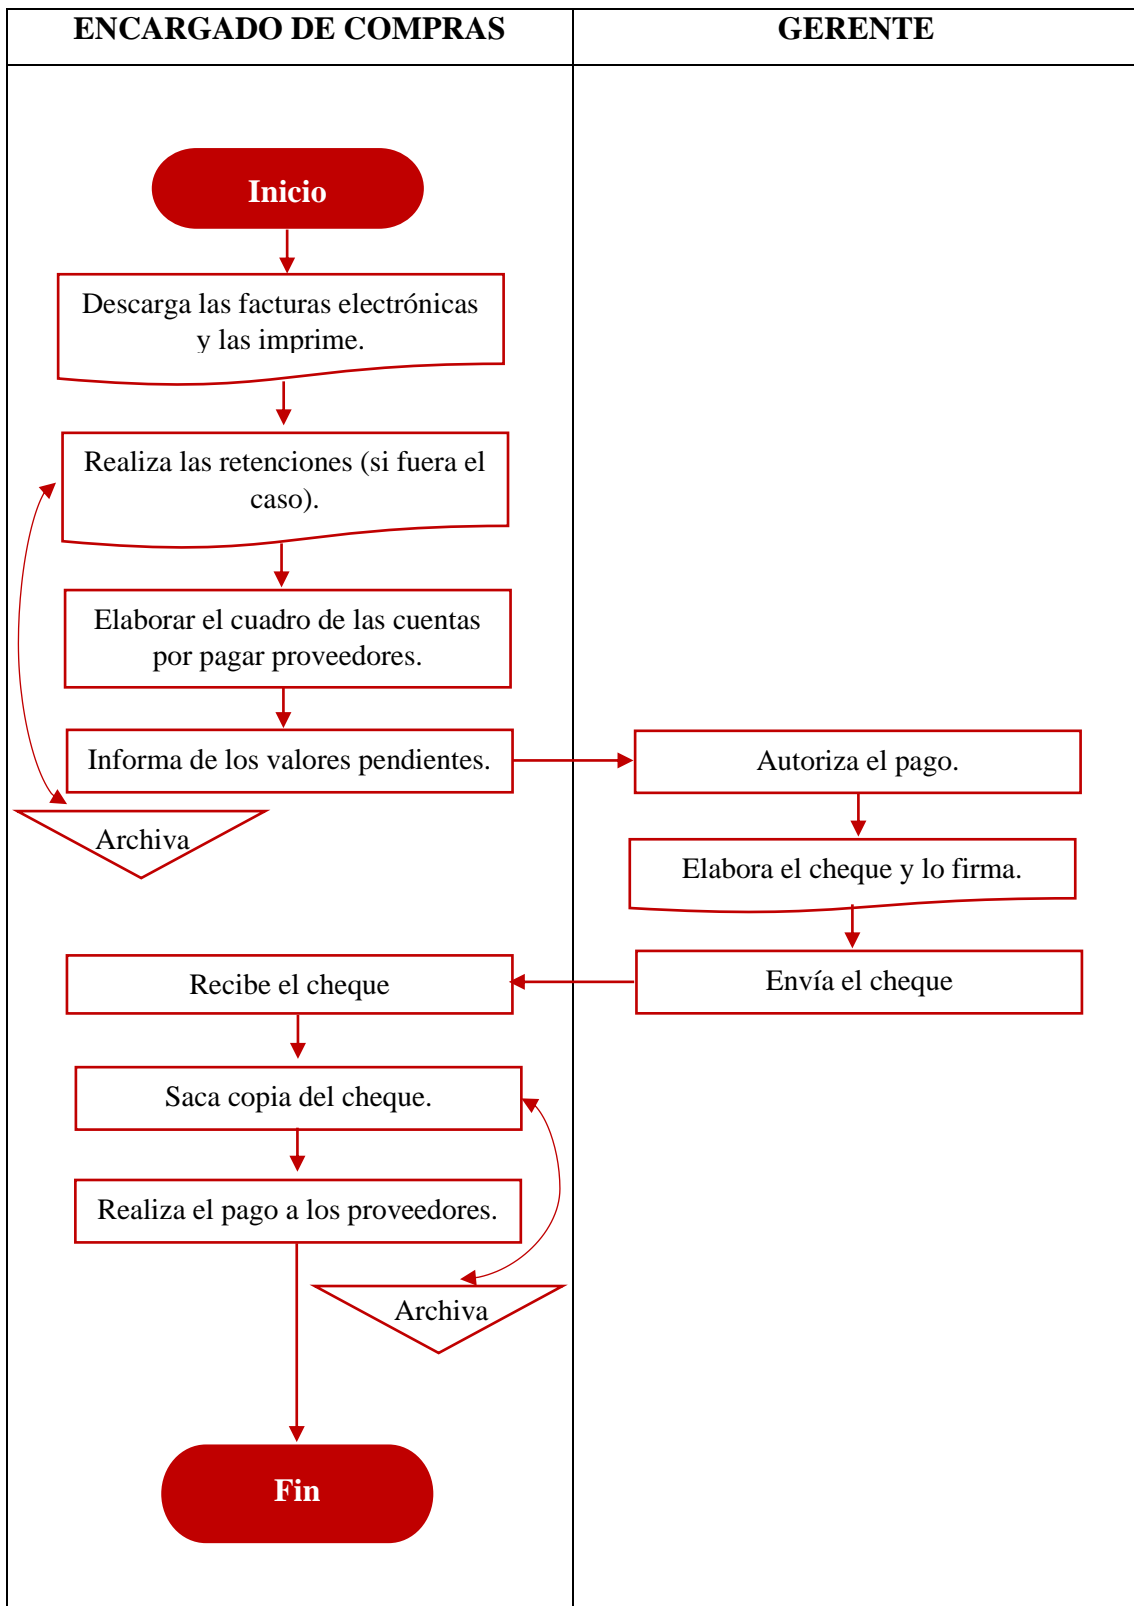 ENCARGADO DE COMPRAS
GERENTE
Inicio
Descarga las facturas electrónicas
y las imprime.
Realiza las retenciones (si fuera el
caso).
Elaborar el cuadro de las cuentas
por pagar proveedores.
Informa de los valores pendientes.
Autoriza el pago.
Archiva
Elabora el cheque y lo firma.
Recibe el cheque
Envía el cheque
Saca copia del cheque.
Realiza el pago a los proveedores.
Archiva
Fin